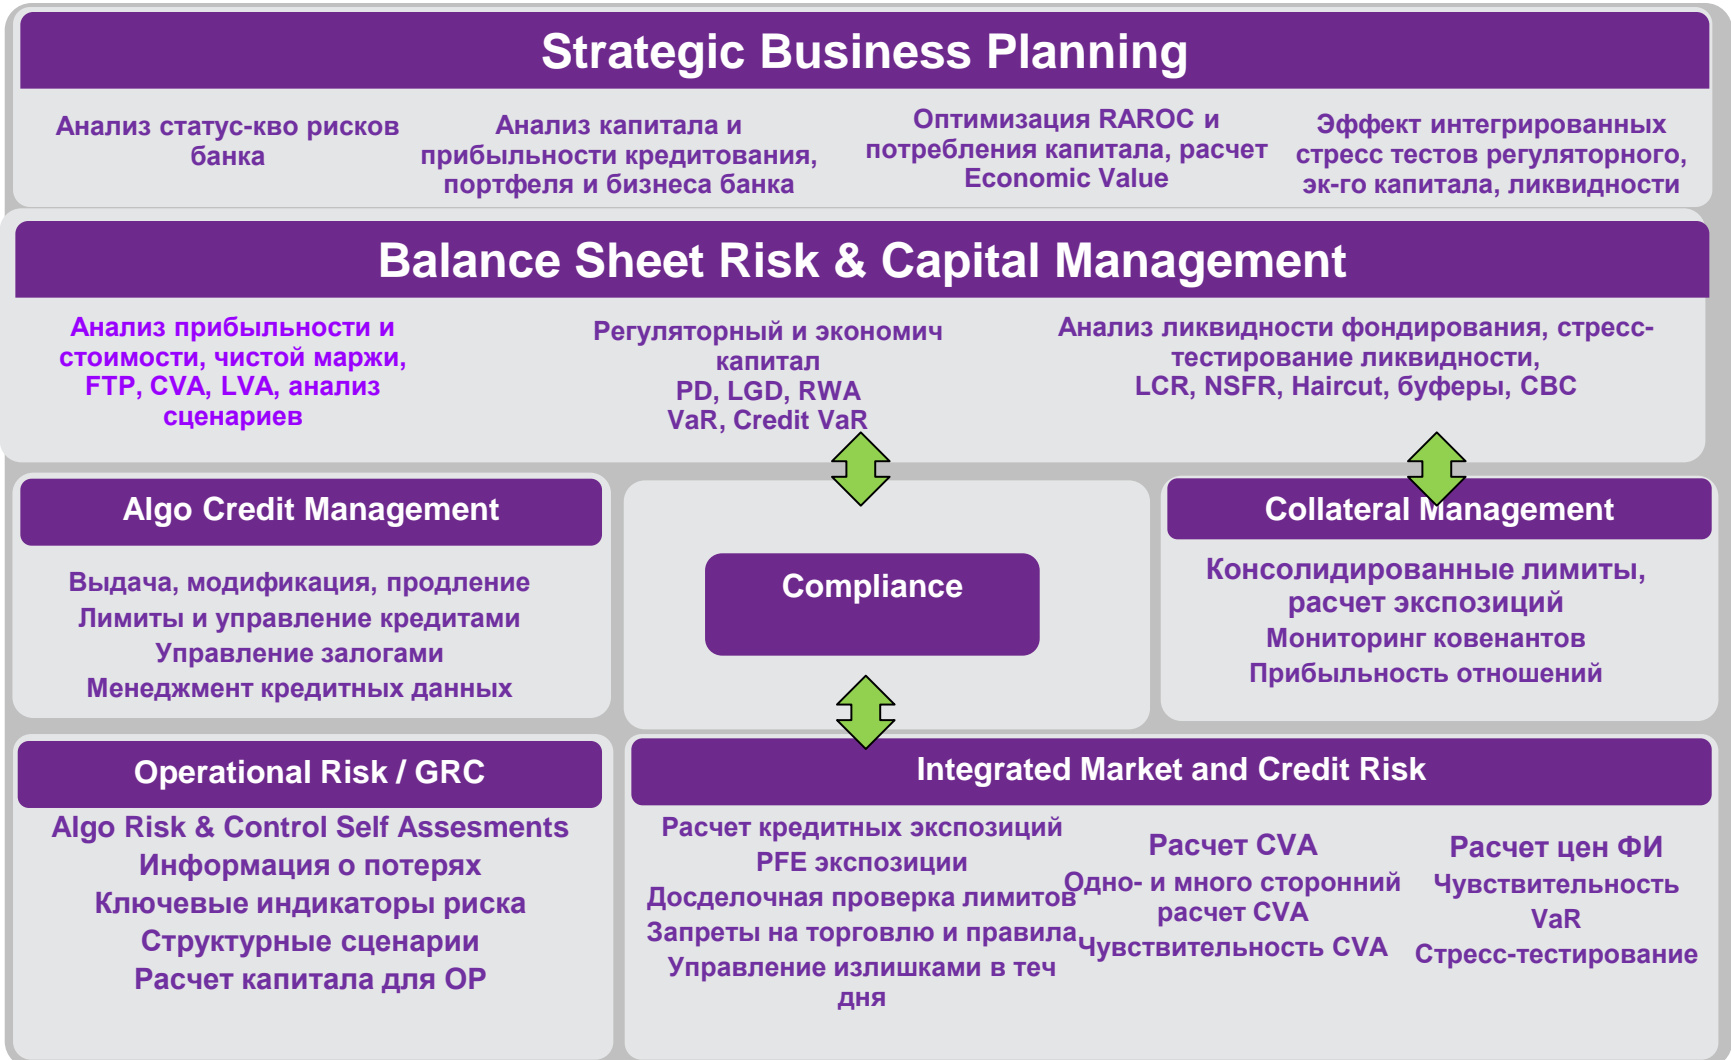 Strategic Business Planning
Анализ статус-кво рисков
банка
Анализ капитала и
прибыльности кредитования,
портфеля и бизнеса банка
Оптимизация RAROC и
потребления капитала, расчет
Economic Value
Эффект интегрированных
стресс тестов регуляторного,
эк-го капитала, ликвидности
Balance Sheet Risk & Capital Management
Анализ прибыльности и
стоимости, чистой маржи,
FTP, CVA, LVA, анализ
сценариев
Регуляторный и экономич
капитал
PD, LGD, RWA
VaR, Credit VaR
Анализ ликвидности фондирования, стресс-
тестирование ликвидности,
LCR, NSFR, Haircut, буферы, CBC
Algo Credit Management
Выдача, модификация, продление
Лимиты и управление кредитами
Управление залогами
Менеджмент кредитных данных
Compliance
Collateral Management
Консолидированные лимиты,
расчет экспозиций
Мониторинг ковенантов
Прибыльность отношений
Operational Risk / GRC
Algo Risk & Control Self Assesments
Информация о потерях
Ключевые индикаторы риска
Структурные сценарии
Расчет капитала для ОР
Integrated Market and Credit Risk
Расчет кредитных экспозиций
PFE экспозиции
Досделочная проверка лимитов
Запреты на торговлю и правила
Управление излишками в теч
дня
Расчет CVA
Одно- и много сторонний
расчет CVA
Чувствительность CVA
Расчет цен ФИ
Чувствительность
VaR
Стресс-тестирование